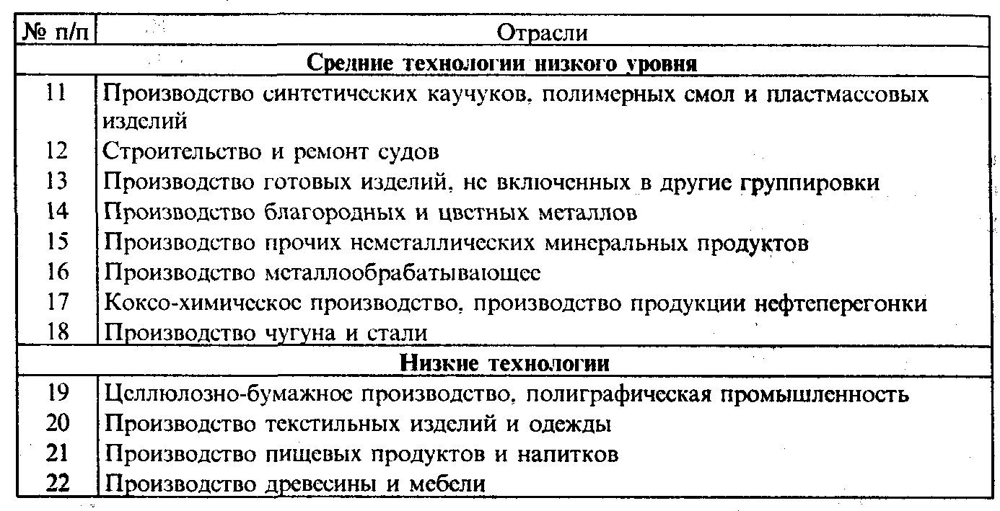 № п/п Отрасли
Средние технологии низкого уровня
11 Производство синтетических каучуков, полимерных смол и пластмассовых
изделий
12 Строительство и ремонт судов
13 Производство готовых изделий, не включенных в другие группировки
14 Производство благородных и цветных металлов
15 Производство прочих неметаллических минеральных продуктов
16 Производство металлообрабатывающее
17 Коксо-химическое производство, производство продукции нефтеперегонки
18 Производство чугуна и стали
Низкие технологии
19 Целлюлозно-бумажное производство, полиграфическая промышленность
20 Производство текстильных изделий и одежды
21 Производство пищевых продуктов и напитков
22 Производство древесины и мебели